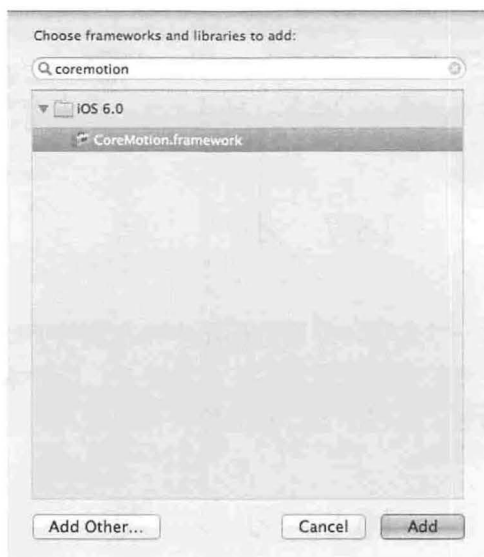 Choose frameworks and libraries to add:
coremotion
iOS 6.0
CoreMotion.framework
Add Other...
Cancel
Add